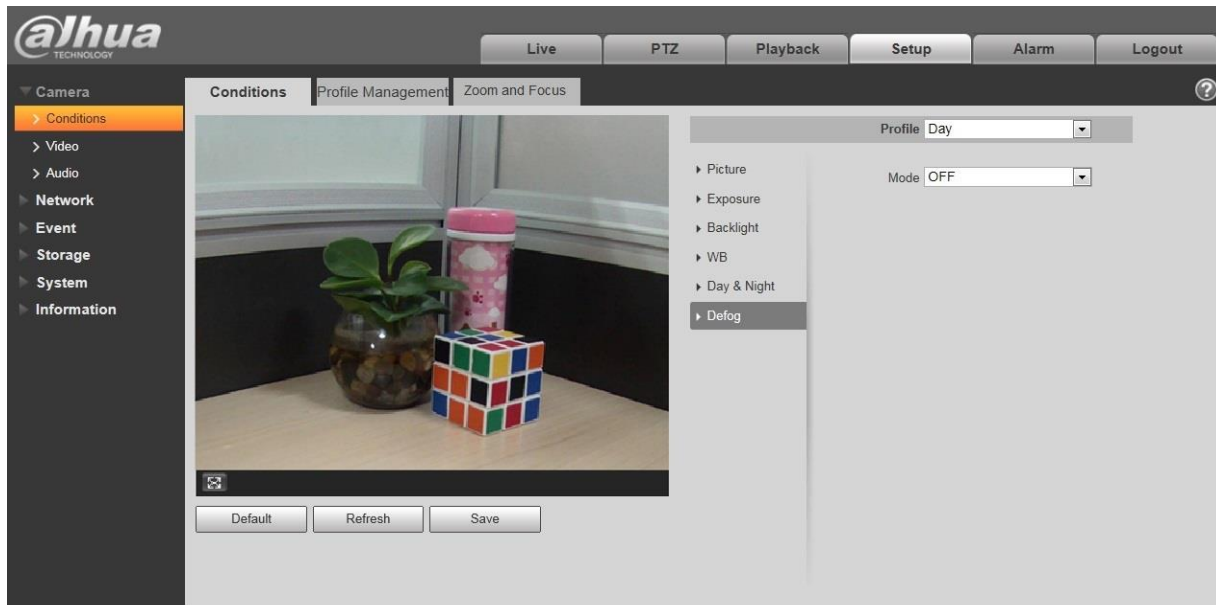 alhua
TECHNOLOGY
Live
PTZ
Playback
Setup
Alarm
Logout
Camera
Conditions
Video
Audio
Network
Event
Storage
System
Information
Conditions
Profile Management
Zoom and Focus
?
Profile Day
Picture
Exposure
Backlight
WB
Day & Night
Defog
Mode OFF
Default
Refresh
Save